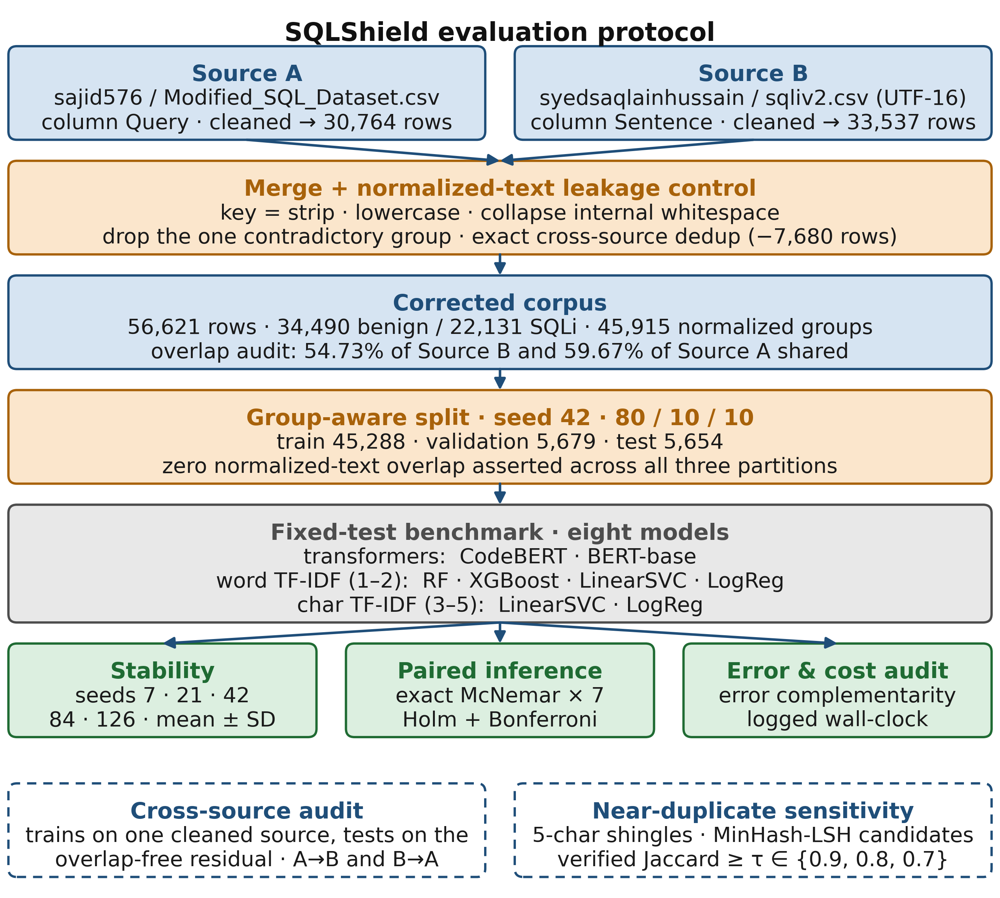 SQLShield evaluation protocol
Source A
sajid576 / Modified_SQL_Dataset.csv
column Query · cleaned → 30,764 rows
Source B
syedsaqlainhussain / sqliv2.csv (UTF-16)
column Sentence · cleaned → 33,537 rows
Merge + normalized-text leakage control
key = strip · lowercase · collapse internal whitespace
drop the one contradictory group · exact cross-source dedup (−7,680 rows)
Corrected corpus
56,621 rows · 34,490 benign / 22,131 SQLi · 45,915 normalized groups
overlap audit: 54.73% of Source B and 59.67% of Source A shared
Group-aware split · seed 42 · 80 / 10 / 10
train 45,288 · validation 5,679 · test 5,654
zero normalized-text overlap asserted across all three partitions
Fixed-test benchmark · eight models
transformers:  CodeBERT · BERT-base
word TF-IDF (1–2):  RF · XGBoost · LinearSVC · LogReg
char TF-IDF (3–5):  LinearSVC · LogReg
Stability
seeds 7 · 21 · 42
84 · 126 · mean ± SD
Paired inference
exact McNemar × 7
Holm + Bonferroni
Error & cost audit
error complementarity
logged wall-clock
Cross-source audit
trains on one cleaned source, tests on the
overlap-free residual · A→B and B→A
Near-duplicate sensitivity
5-char shingles · MinHash-LSH candidates
verified Jaccard ≥ τ ∈ {0.9, 0.8, 0.7}